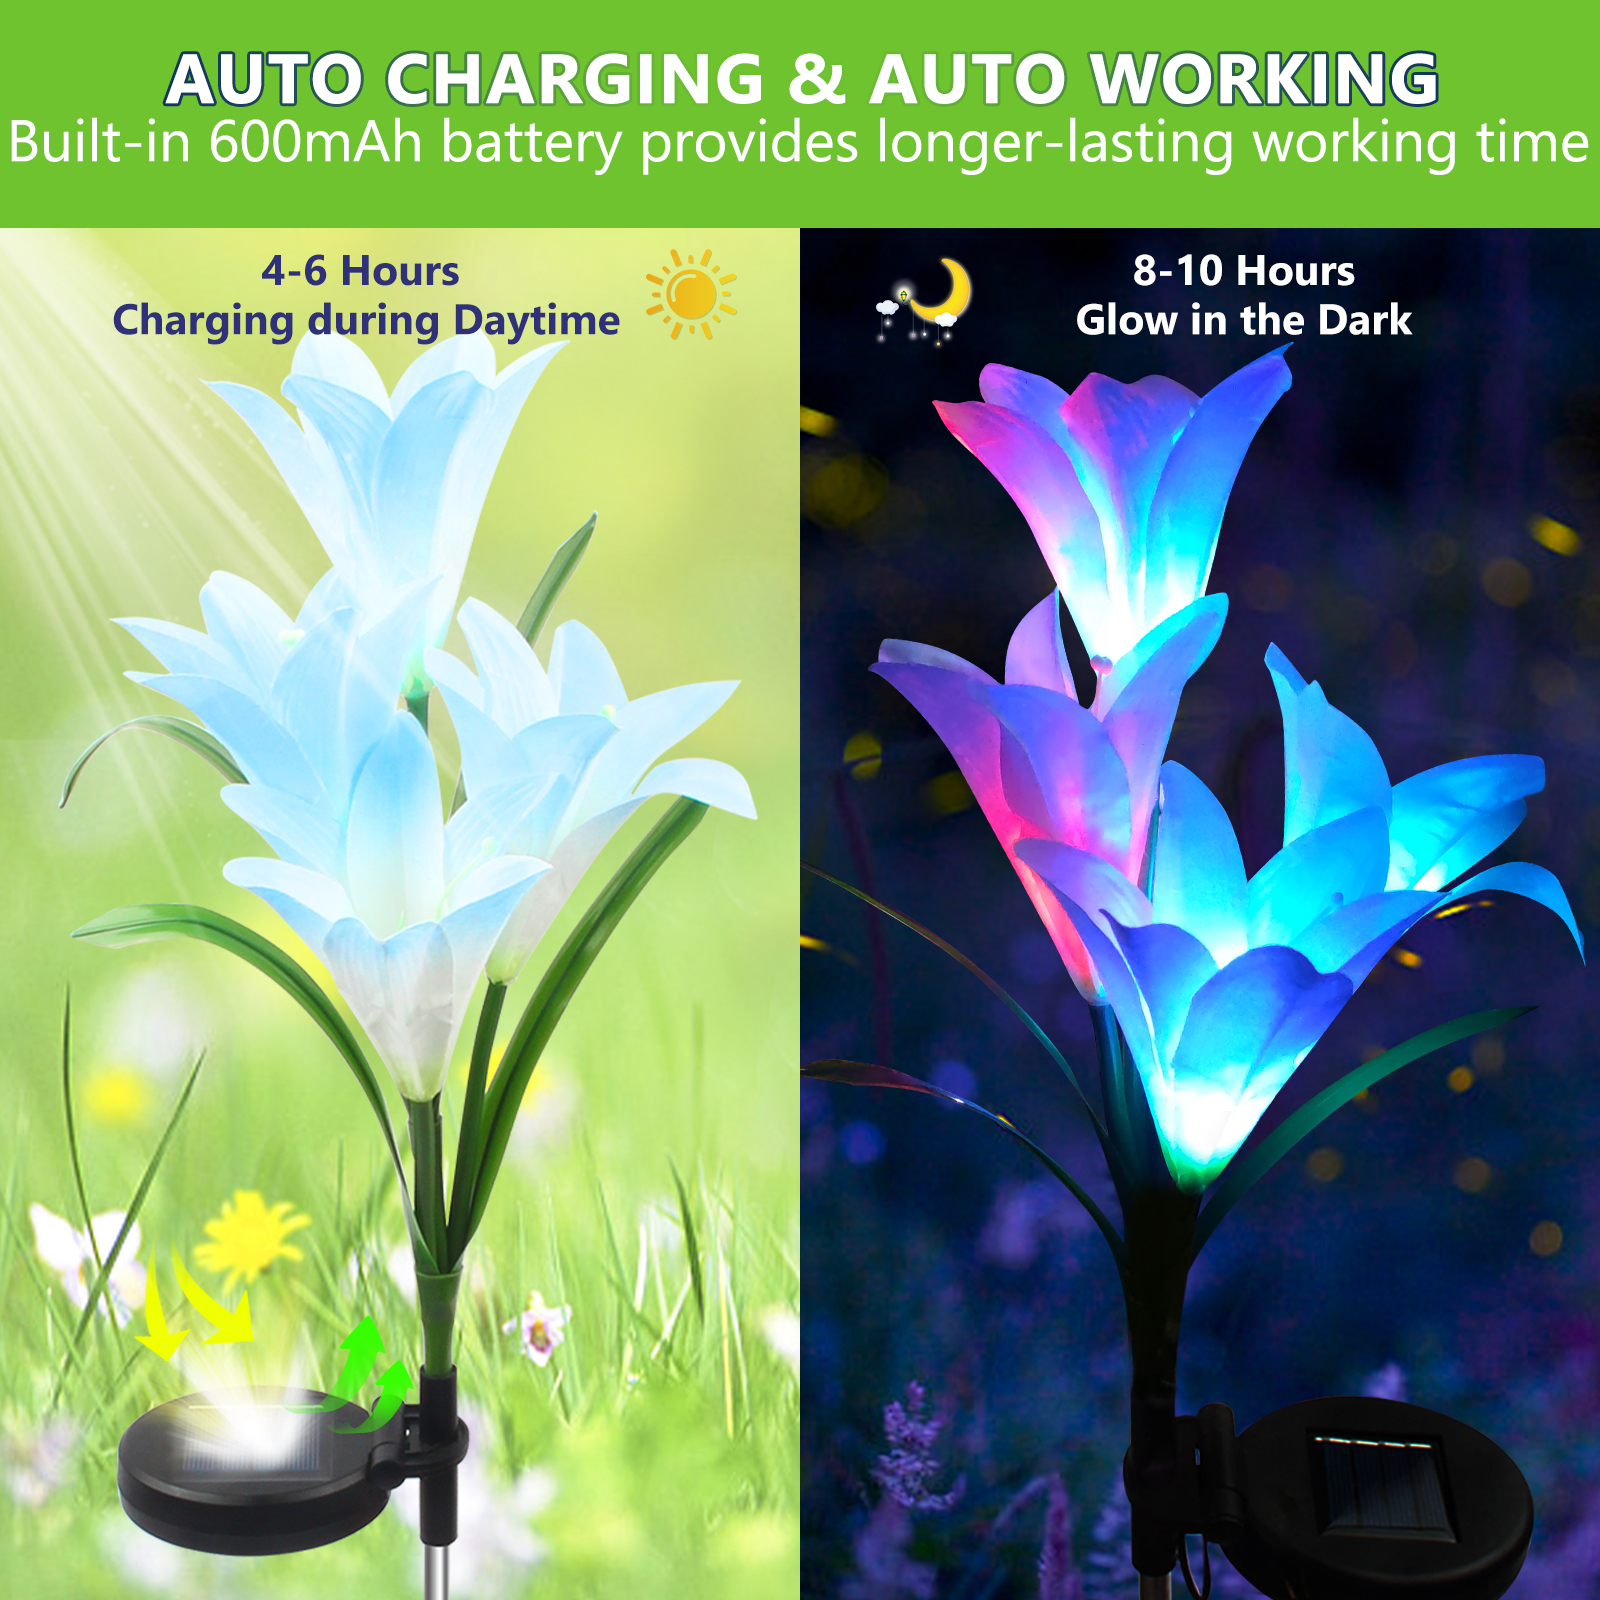 AUTO CHARGING & AUTO WORKING
Built-in 600mAh battery provides longer-lasting working time
4-6 Hours
Charging during Daytime
8-10 Hours
Glow in the Dark